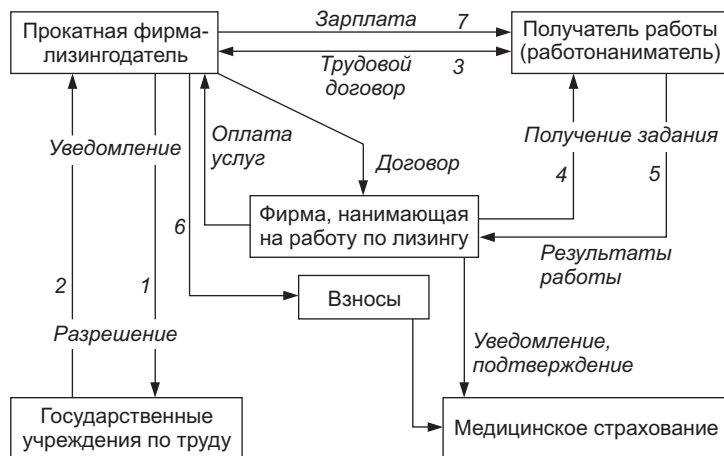 Зарплата 7
Прокатная фирма-
лизингодатель
Получатель работы
(работонаниматель)
Трудовой 3
договор
Уведомление
Оплата
услуг
Договор
Получение задания
4 5
6
Фирма, нанимающая
на работу по лизингу
2 1
Результаты
работы
Взносы
Разрешение
Уведомление,
подтверждение
Государственные
учреждения по труду
Медицинское страхование